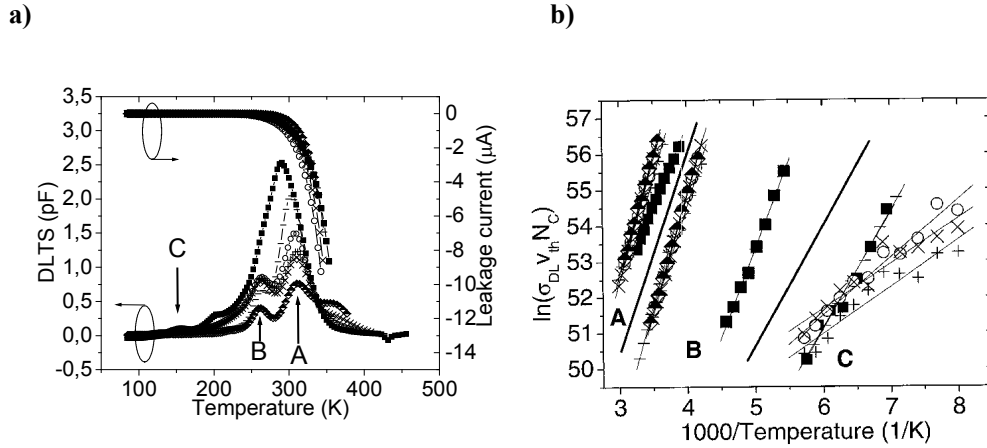 a)
b)
3,5
3,0
2,5
2,0
1,5
1,0
0,5
0,0
-0,5
DLTS (pF)
0
-2
-4
-6
-8
-10
-12
-14
Leakage current (μA)
C
B
A
100
200
300
400
500
Temperature (K)
57
56
55
54
53
52
51
50
ln(σDL vthNC)
A
B
C
3
4
5
6
7
8
1000/Temperature (1/K)